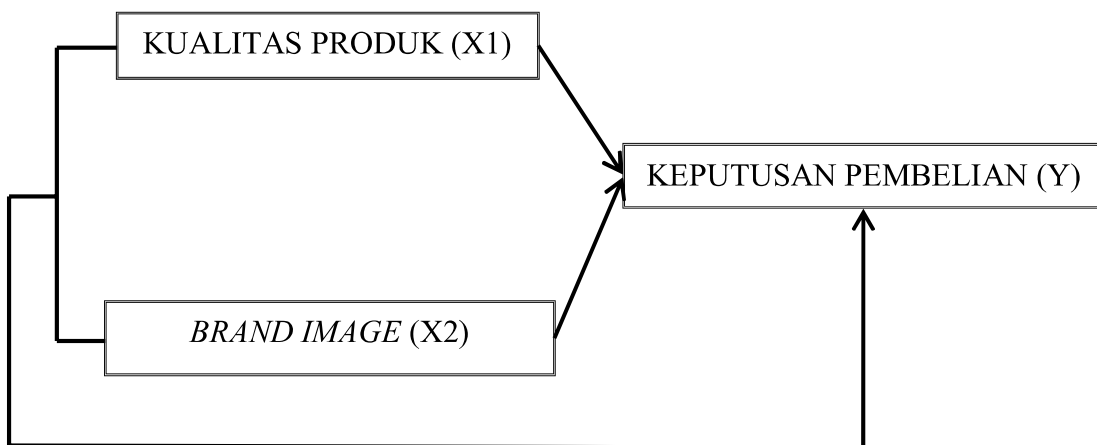 KUALITAS PRODUK (X1)
KEPUTUSAN PEMBELIAN (Y)
BRAND IMAGE (X2)